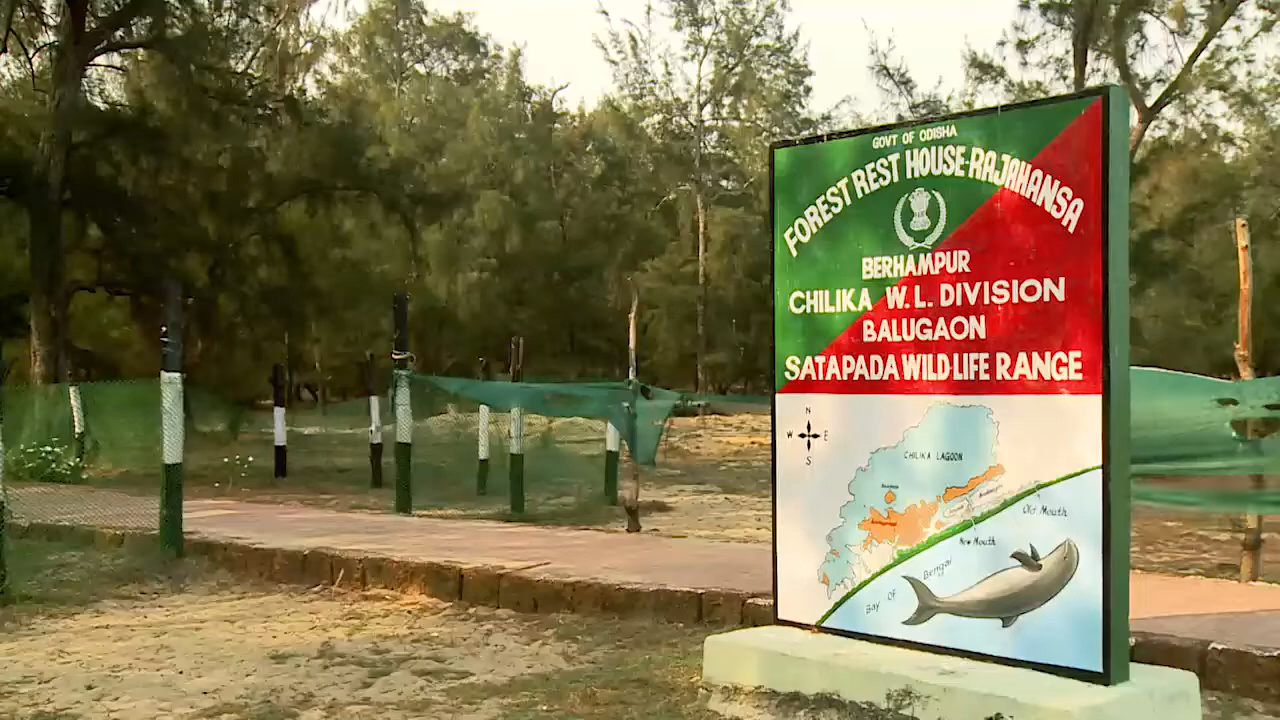 GOVT OF ODISHA
FOREST REST HOUSE-RAJAHANSA
BERHAMPUR
CHILIKA W.L. DIVISION
BALUGAON
SATAPADA WILD-LIFE RANGE
N
W E
S
CHILIKA LAGOON
Old Mouth
New Mouth
Bay OF Bengal